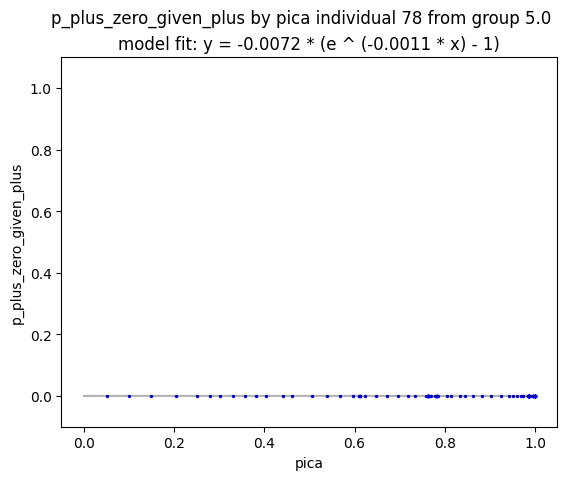 p_plus_zero_given_plus by pica individual 78 from group 5.0
model fit: y = -0.0072 * (e ^ (-0.0011 * x) - 1)
1.0
0.8
0.6
0.4
0.2
0.0
p_plus_zero_given_plus
0.0 0.2 0.4 0.6 0.8 1.0
pica